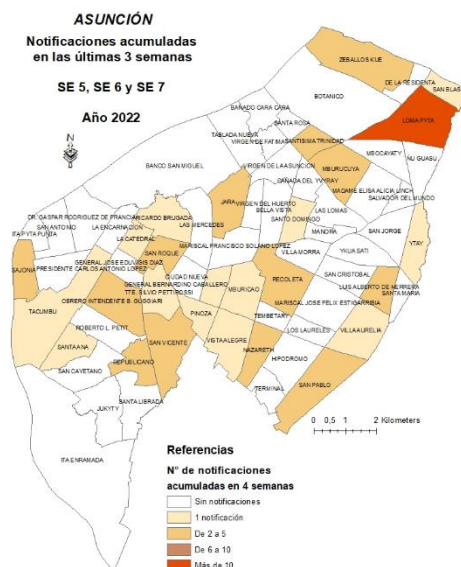 ASUNCIÓN
Notificaciones acumuladas
en las últimas 3 semanas
SE 5, SE 6 y SE 7
Año 2022
N
ZEBALLOS KUE
DE LA RESIDENTA
SAN BLAS
BOTANICO
LOMA PYTA
BAÑADO CARA CARA
SANTA ROSA
TABLADA NUEVA
VIRGEN DE FATIMA
SANTISIMA TRINIDAD
MBOCAYATY
ÑU GUASU
BANCO SAN MIGUEL
VIRGEN DE LA ASUNCION
MBURUCUYA
CAÑADA DEL YVYRAY
MADAME ELISA ALICIA LINCH
SALVADOR DEL MUNDO
JARA
VIRGEN DEL HUERTO
BELLA VISTA
LAS LOMAS
DR. GASPAR RODRIGUEZ DE FRANCIA
RICARDO BRUGADA
SANTO DOMINGO
SAN ANTONIO
LA ENCARNACION
LAS MERCEDES
MANORA
SAN JORGE
ITA PYTA PUNTA
LA CATEDRAL
MARISCAL FRANCISCO SOLANO LOPEZ
YTAY
SAN ROQUE
VILLA MORRA
YKUA SATI
GENERAL JOSE EDUVIGIS DIAZ
SAJONIA
PRESIDENTE CARLOS ANTONIO LOPEZ
CIUDAD NUEVA
RECOLETA
SAN CRISTOBAL
GENERAL BERNARDINO CABALLERO
MBURICAO
LUIS ALBERTO DE HERRERA
TTE. SILVIO PETTIROSSI
SANTA MARIA
OBRERO INTENDENTE B. GUGGIARI
MARISCAL JOSE FELIX ESTIGARRIBIA
TACUMBU
PINOZA
TEMBETARY
ROBERTO L. PETIT
LOS LAURELES
VILLA AURELIA
SAN VICENTE
VISTA ALEGRE
NAZARETH
SANTA ANA
REPUBLICANO
HIPODROMO
SAN CAYETANO
TERMINAL
SAN PABLO
JUKYTY
SANTA LIBRADA
0 0,5 1 2 Kilometers
ITA ENRAMADA
Referencias
N° de notificaciones
acumuladas en 4 semanas
Sin notificaciones
1 notificación
De 2 a 5
De 6 a 10
Más de 10